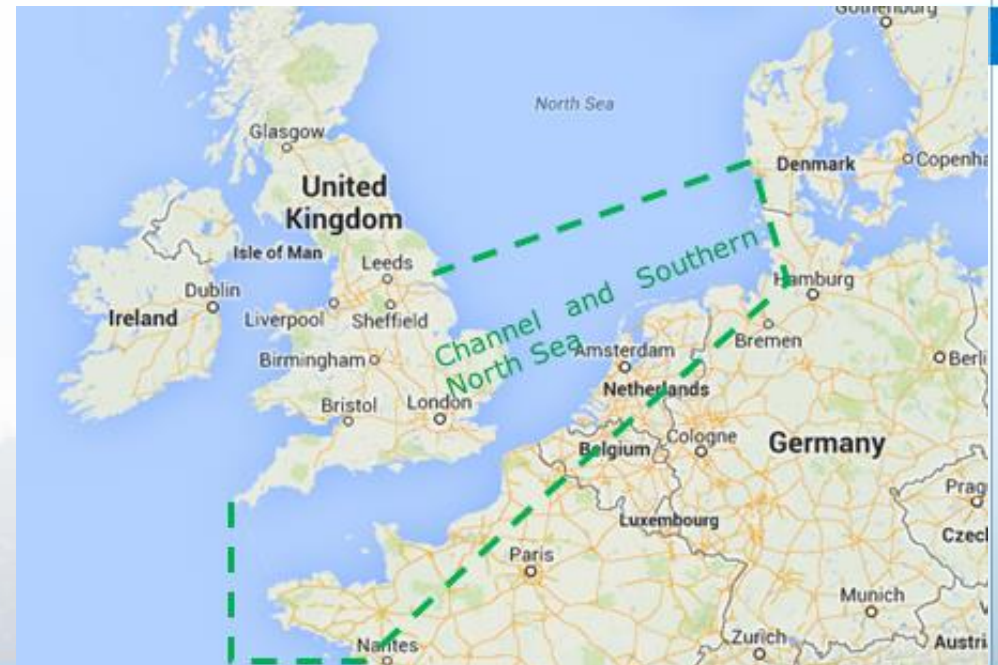 Gothenburg
North Sea
Glasgow
Denmark
Copenha
United
Kingdom
Isle of Man
Leeds
Dublin
Ireland
Liverpool
Sheffield
Hamburg
Channel and Southern
North Sea
Bremen
Amsterdam
Berli
Birmingham
Netherlands
Bristol
London
Cologne
Belgium
Germany
Prag
Luxembourg
Czecl
Paris
Munich
Nantes
Zurich
Austri